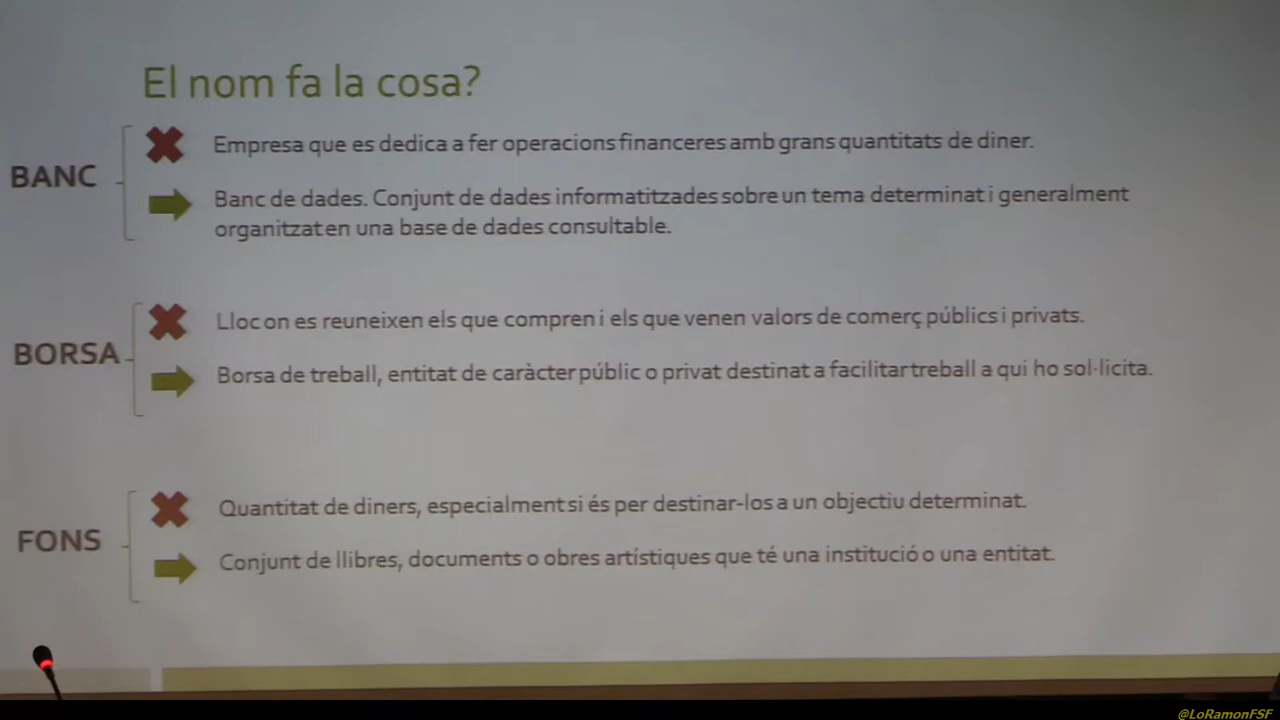 El nom fa la cosa?
BANC
Empresa que es dedica a fer operacions financeres amb grans quantitats de diner.
Banc de dades. Conjunt de dades informatitzades sobre un tema determinat i generalment
organitzat en una base de dades consultable.
BORSA
Lloc on es reuneixen els que compren i els que venen valors de comerç públics i privats.
Borsa de treball, entitat de caràcter públic o privat destinat a facilitar treball a qui ho sol·licita.
FONS
Quantitat de diners, especialment si és per destinar-los a un objectiu determinat.
Conjunt de llibres, documents o obres artístiques que té una institució o una entitat.
@LoRamonFSF